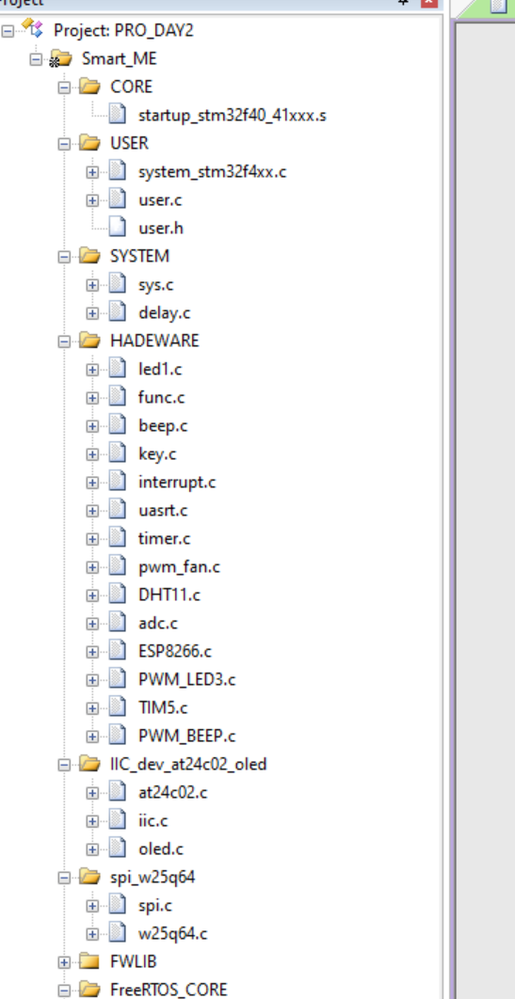 Project: PRO_DAY2
Smart_ME
CORE
startup_stm32f40_41xxx.s
USER
system_stm32f4xx.c
user.c
user.h
SYSTEM
sys.c
delay.c
HADEWARE
led1.c
func.c
beep.c
key.c
interrupt.c
uasrt.c
timer.c
pwm_fan.c
DHT11.c
adc.c
ESP8266.c
PWM_LED3.c
TIM5.c
PWM_BEEP.c
IIC_dev_at24c02_oled
at24c02.c
iic.c
oled.c
spi_w25q64
spi.c
w25q64.c
FWLIB
FreeRTOS_CORE